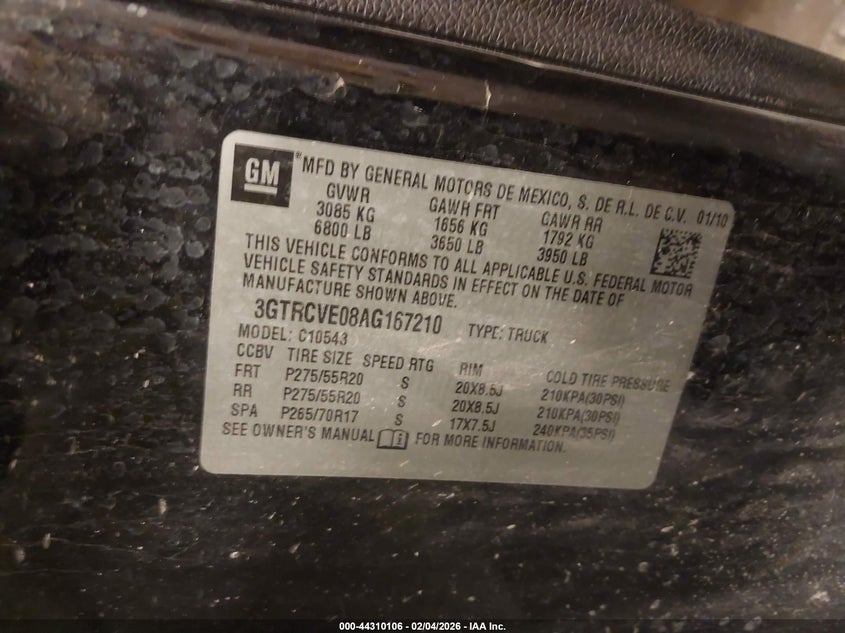 GM ® MFD BY GENERAL MOTORS DE MEXICO, S. DE R.L. DE C.V. 01/10
GVWR GAWR FRT GAWR RR
3085 KG 1656 KG 1792 KG
6800 LB 3650 LB 3950 LB
THIS VEHICLE CONFORMS TO ALL APPLICABLE U.S. FEDERAL MOTOR
VEHICLE SAFETY STANDARDS IN EFFECT ON THE DATE OF
MANUFACTURE SHOWN ABOVE.
3GTRCVE08AG167210 TYPE: TRUCK
MODEL: C10543
CCBV TIRE SIZE SPEED RTG RIM COLD TIRE PRESSURE
FRT P275/55R20 S 20X8.5J 210KPA(30PSI)
RR P275/55R20 S 20X8.5J 210KPA(30PSI)
SPA P265/70R17 S 17X7.5J 240KPA(35PSI)
SEE OWNER'S MANUAL FOR MORE INFORMATION.
000-44310106 - 02/04/2026 - IAA Inc.